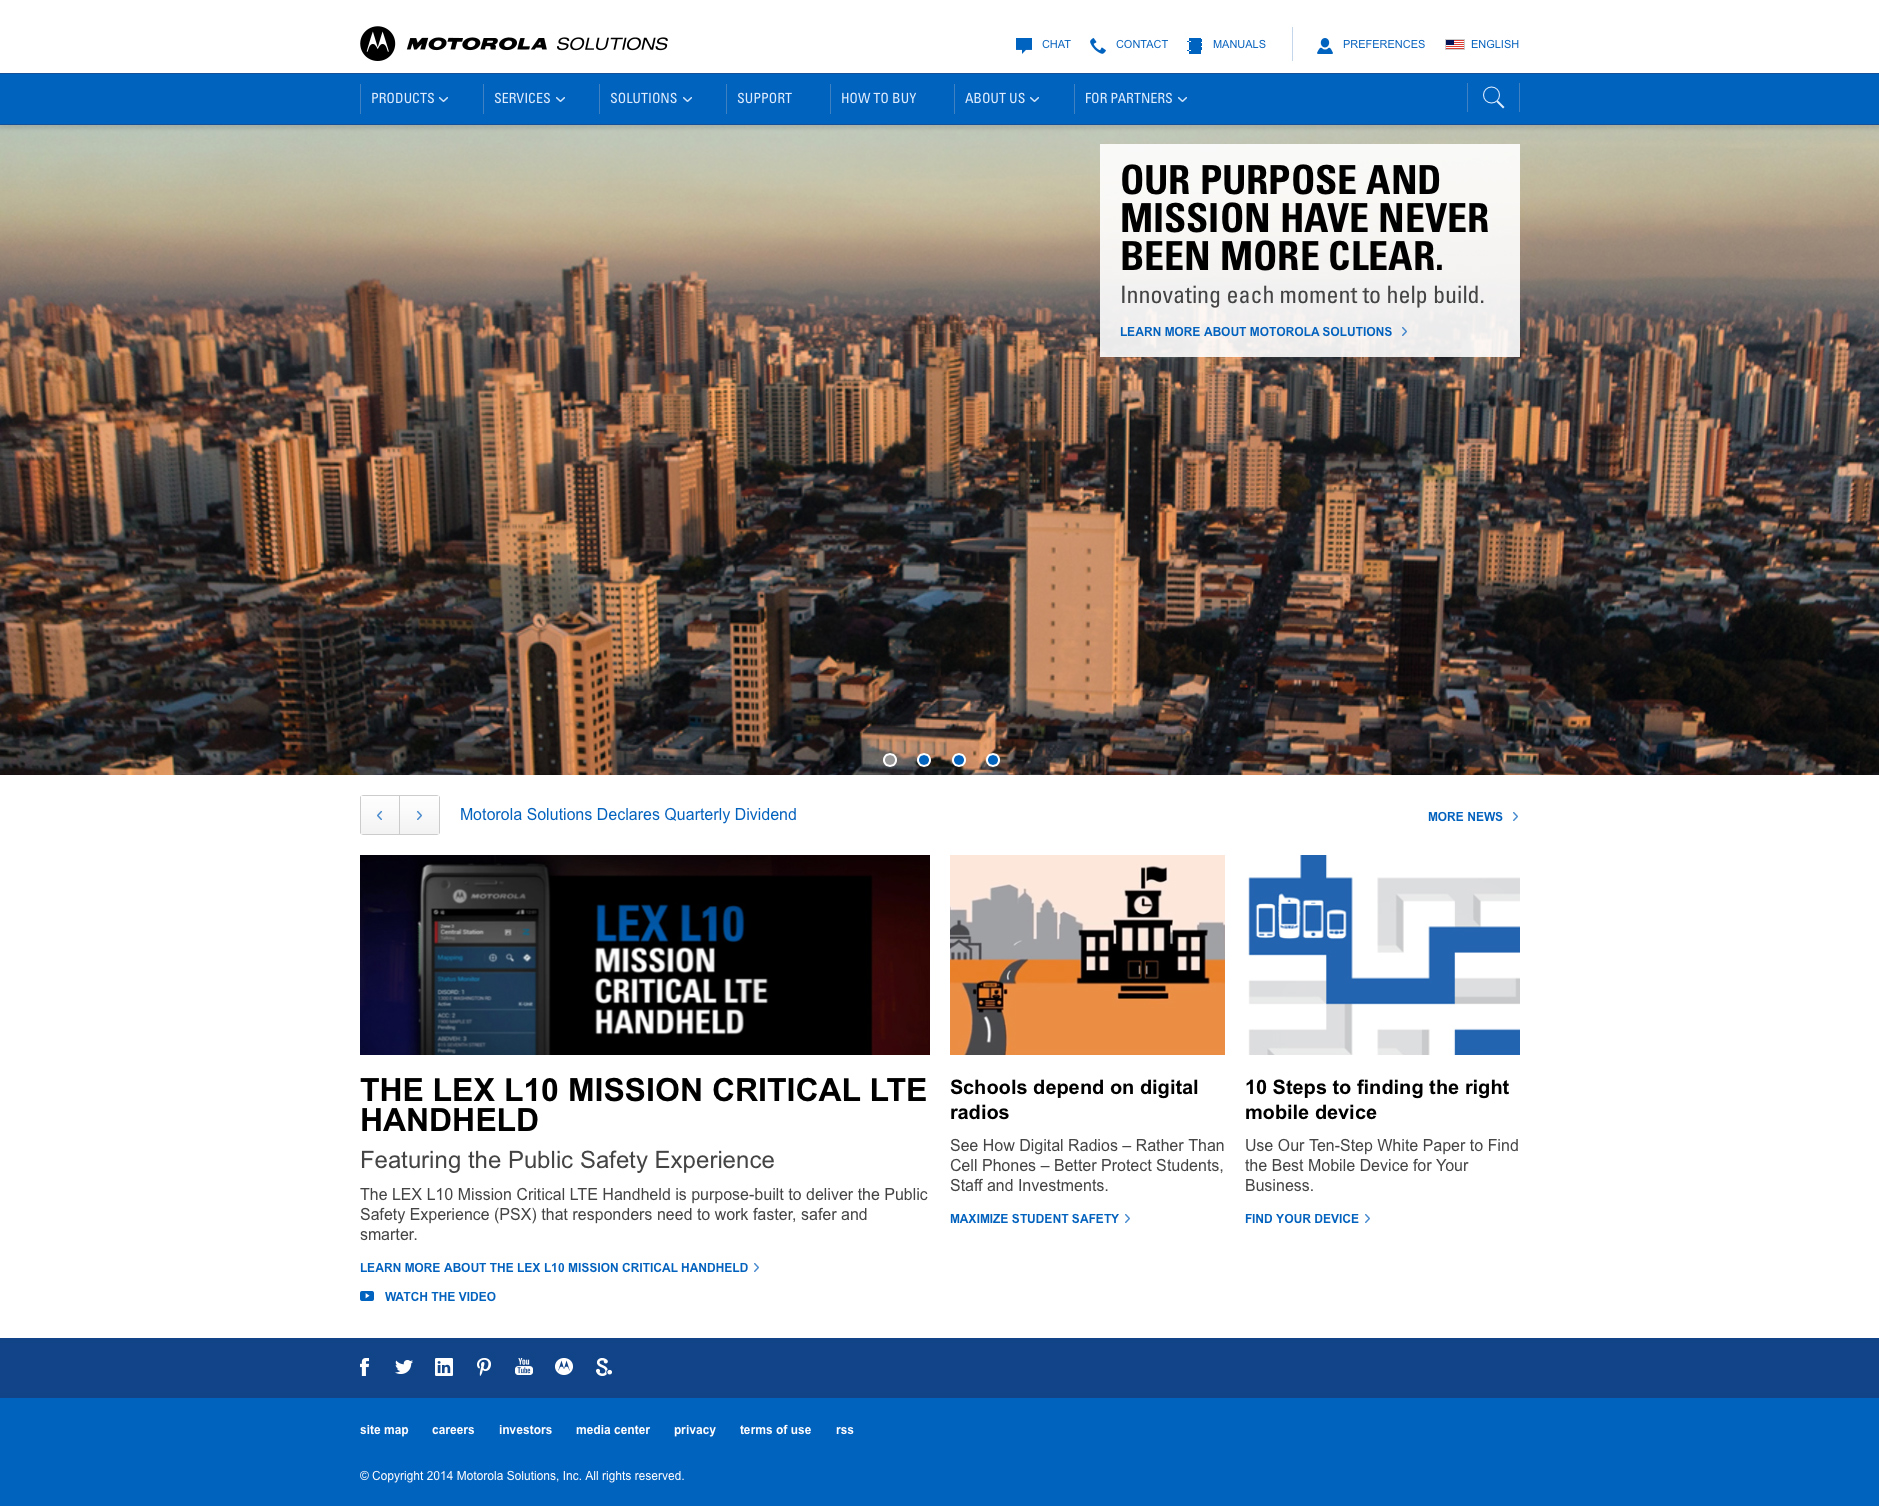 MOTOROLA SOLUTIONS
CHAT
CONTACT
MANUALS
PREFERENCES
ENGLISH
PRODUCTS
SERVICES
SOLUTIONS
SUPPORT
HOW TO BUY
ABOUT US
FOR PARTNERS
OUR PURPOSE AND
MISSION HAVE NEVER
BEEN MORE CLEAR.
Innovating each moment to help build.
LEARN MORE ABOUT MOTOROLA SOLUTIONS
Motorola Solutions Declares Quarterly Dividend
MORE NEWS
MOTOROLA
Central Station
Mapping
Status Monitor
LEX L10
MISSION
CRITICAL LTE
HANDHELD
THE LEX L10 MISSION CRITICAL LTE
HANDHELD
Featuring the Public Safety Experience
The LEX L10 Mission Critical LTE Handheld is purpose-built to deliver the Public
Safety Experience (PSX) that responders need to work faster, safer and
smarter.
LEARN MORE ABOUT THE LEX L10 MISSION CRITICAL HANDHELD
WATCH THE VIDEO
Schools depend on digital
radios
See How Digital Radios – Rather Than
Cell Phones – Better Protect Students,
Staff and Investments.
MAXIMIZE STUDENT SAFETY
10 Steps to finding the right
mobile device
Use Our Ten-Step White Paper to Find
the Best Mobile Device for Your
Business.
FIND YOUR DEVICE
You
Tube
site map
careers
investors
media center
privacy
terms of use
rss
© Copyright 2014 Motorola Solutions, Inc. All rights reserved.